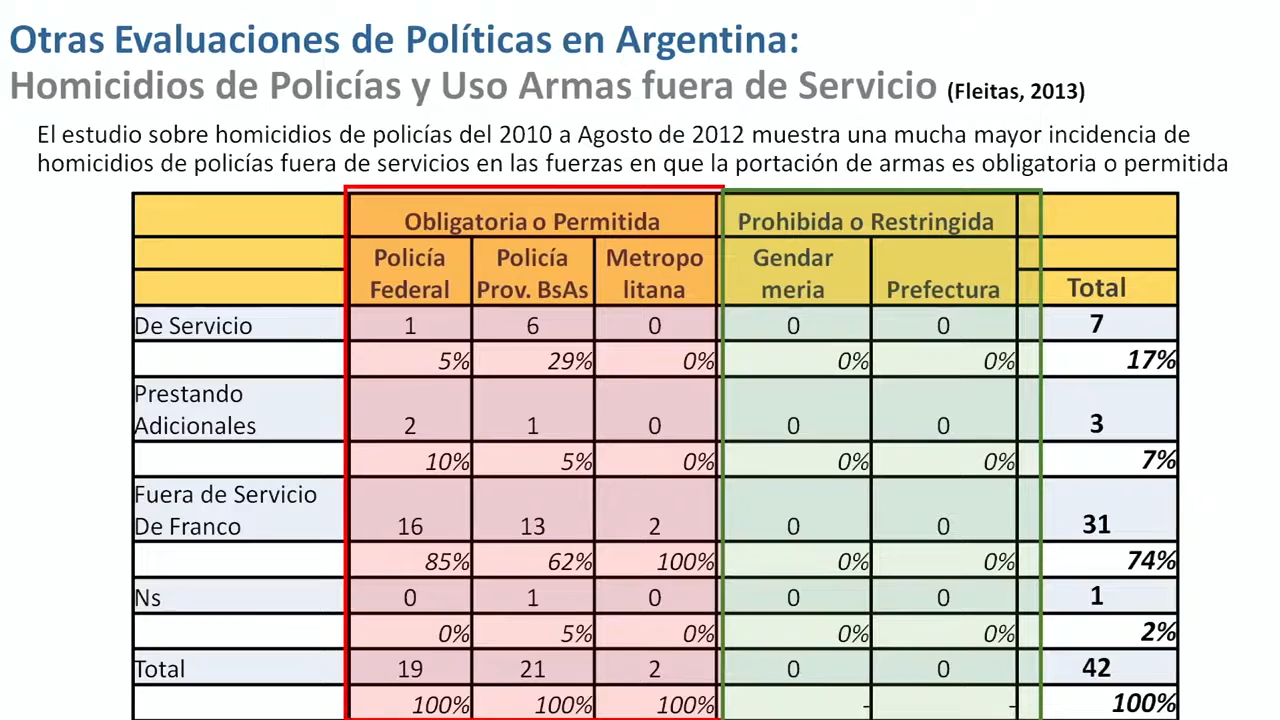 Otras Evaluaciones de Políticas en Argentina:
Homicidios de Policías y Uso Armas fuera de Servicio (Fleitas, 2013)
El estudio sobre homicidios de policías del 2010 a Agosto de 2012 muestra una mucha mayor incidencia de
homicidios de policías fuera de servicios en las fuerzas en que la portación de armas es obligatoria o permitida
Obligatoria o Permitida Prohibida o Restringida
Policía Policía Metropo Gendar
Federal Prov. BsAs litana meria Prefectura Total
De Servicio 1 6 0 0 0 7
5% 29% 0% 0% 0% 17%
Prestando
Adicionales 2 1 0 0 0 3
10% 5% 0% 0% 0% 7%
Fuera de Servicio
De Franco 16 13 2 0 0 31
85% 62% 100% 0% 0% 74%
Ns 0 1 0 0 0 1
0% 5% 0% 0% 0% 2%
Total 19 21 2 0 0 42
100% 100% 100% - - 100%